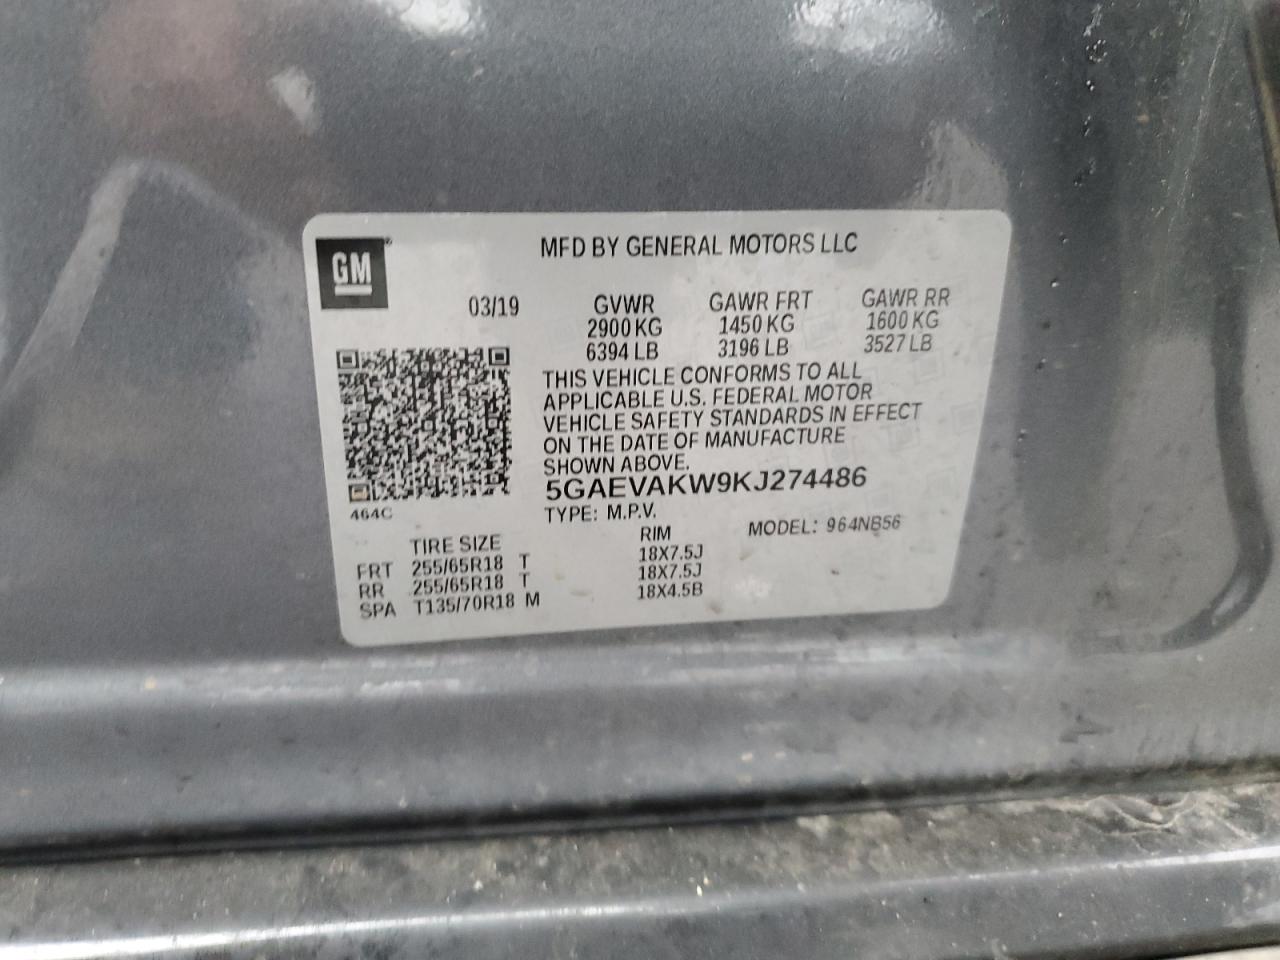 GM
MFD BY GENERAL MOTORS LLC
03/19 GVWR GAWR FRT GAWR RR
2900 KG 1450 KG 1600 KG
6394 LB 3196 LB 3527 LB
THIS VEHICLE CONFORMS TO ALL
APPLICABLE U.S. FEDERAL MOTOR
VEHICLE SAFETY STANDARDS IN EFFECT
ON THE DATE OF MANUFACTURE
SHOWN ABOVE.
5GAEVAKW9KJ274486
464C
TYPE: M.P.V. MODEL: 964NB56
TIRE SIZE RIM
FRT 255/65R18 T 18X7.5J
RR 255/65R18 T 18X7.5J
SPA T135/70R18 M 18X4.5B